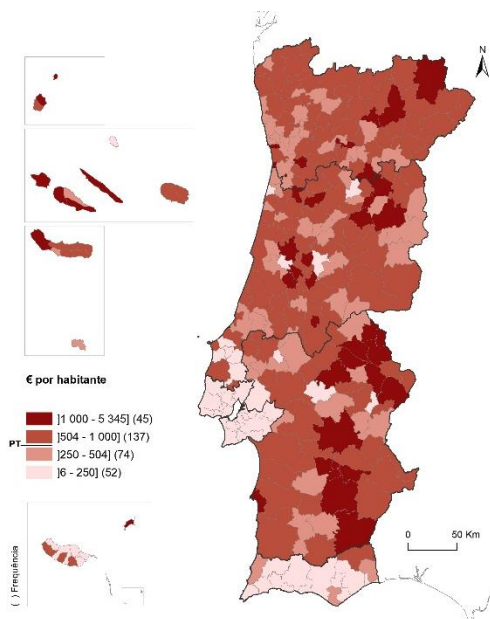 N
€ por habitante
]1 000 - 5 345] (45)
]504 - 1 000] (137)
PT
]250 - 504] (74)
]6 - 250] (52)
( ) Frequência
0 50 Km